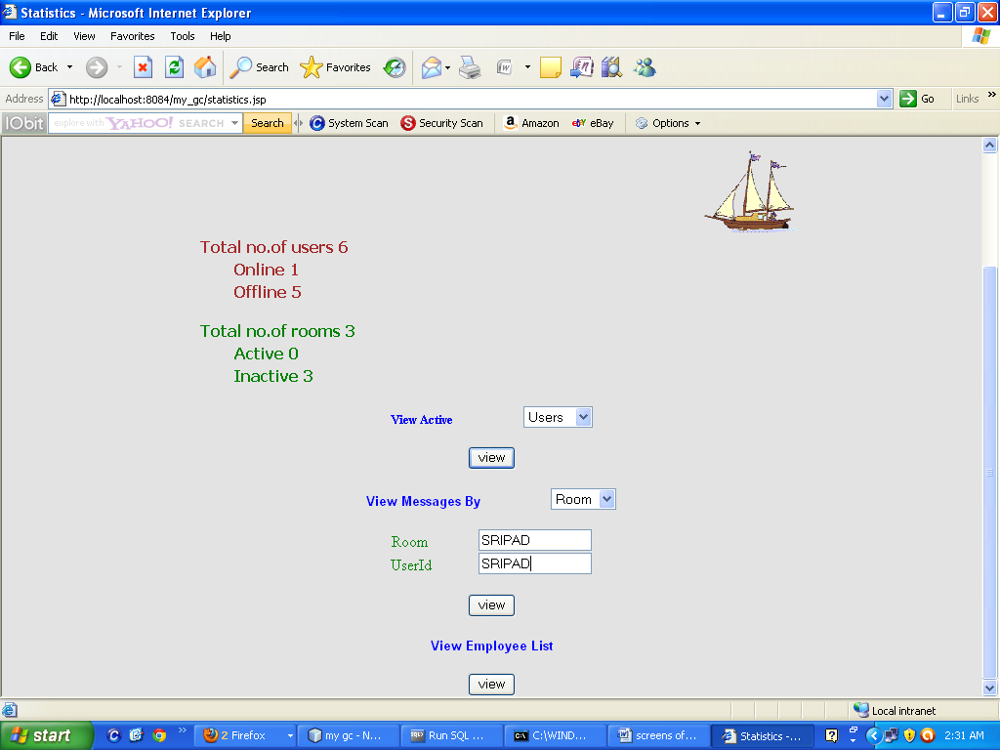 Statistics - Microsoft Internet Explorer
File Edit View Favorites Tools Help
Back Search Favorites
Address http://localhost:8084/my_gc/statistics.jsp Go Links »
IObit explore with YAHOO! SEARCH Search System Scan Security Scan Amazon eBay Options
Total no.of users 6
Online 1
Offline 5
Total no.of rooms 3
Active 0
Inactive 3
View Active Users
view
View Messages By Room
Room SRIPAD
UserId SRIPAD
view
View Employee List
view
Local intranet
start 2 Firefox my gc - N... Run SQL ... C:\WIND... screens of... Statistics -... 2:31 AM